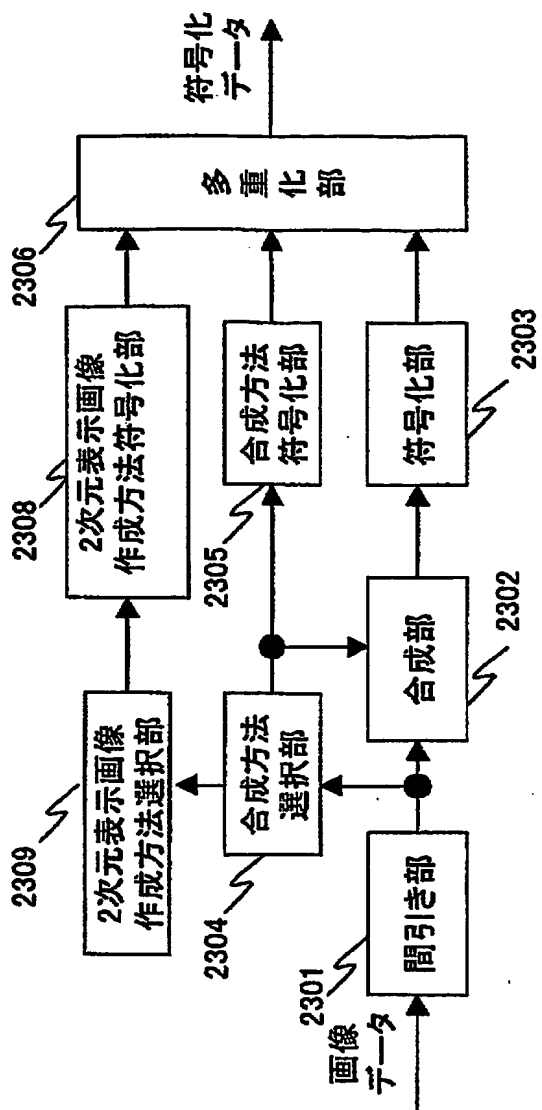 画像
データ
2301
間引き部
2304
合成方法
選択部
2309
2次元表示画像
作成方法選択部
2302
合成部
2305
合成方法
符号化部
2308
2次元表示画像
作成方法符号化部
2303
符号化部
2306
多重化部
符号化
データ